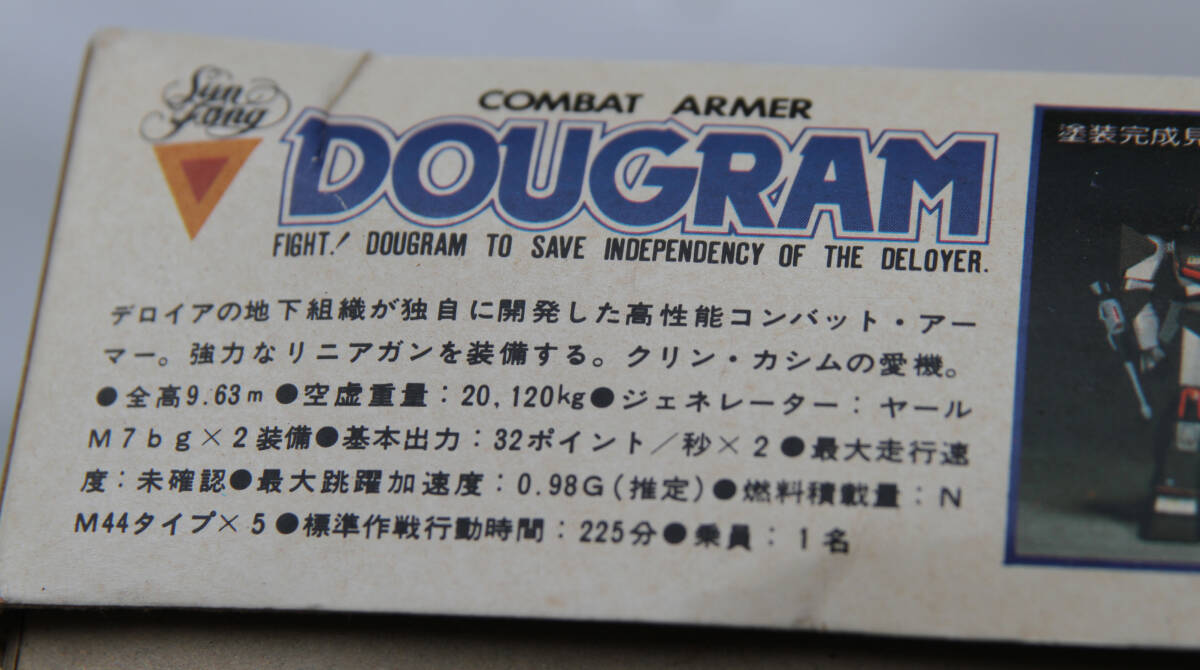 Sun Fang
COMBAT ARMER
DOUGRAM
FIGHT! DOUGRAM TO SAVE INDEPENDENCY OF THE DELOYER.
デロイアの地下組織が独自に開発した高性能コンバット・アー
マー。強力なリニアガンを装備する。クリン・カシムの愛機。
●全高9.63m●空虚重量：20,120kg●ジェネレーター：ヤール
M7bg×2装備●基本出力：32ポイント／秒×2●最大走行速
度：未確認●最大跳躍加速度：0.98G(推定)●燃料積載量：N
M44タイプ×5●標準作戦行動時間：225分●乗員：1名
塗装完成見